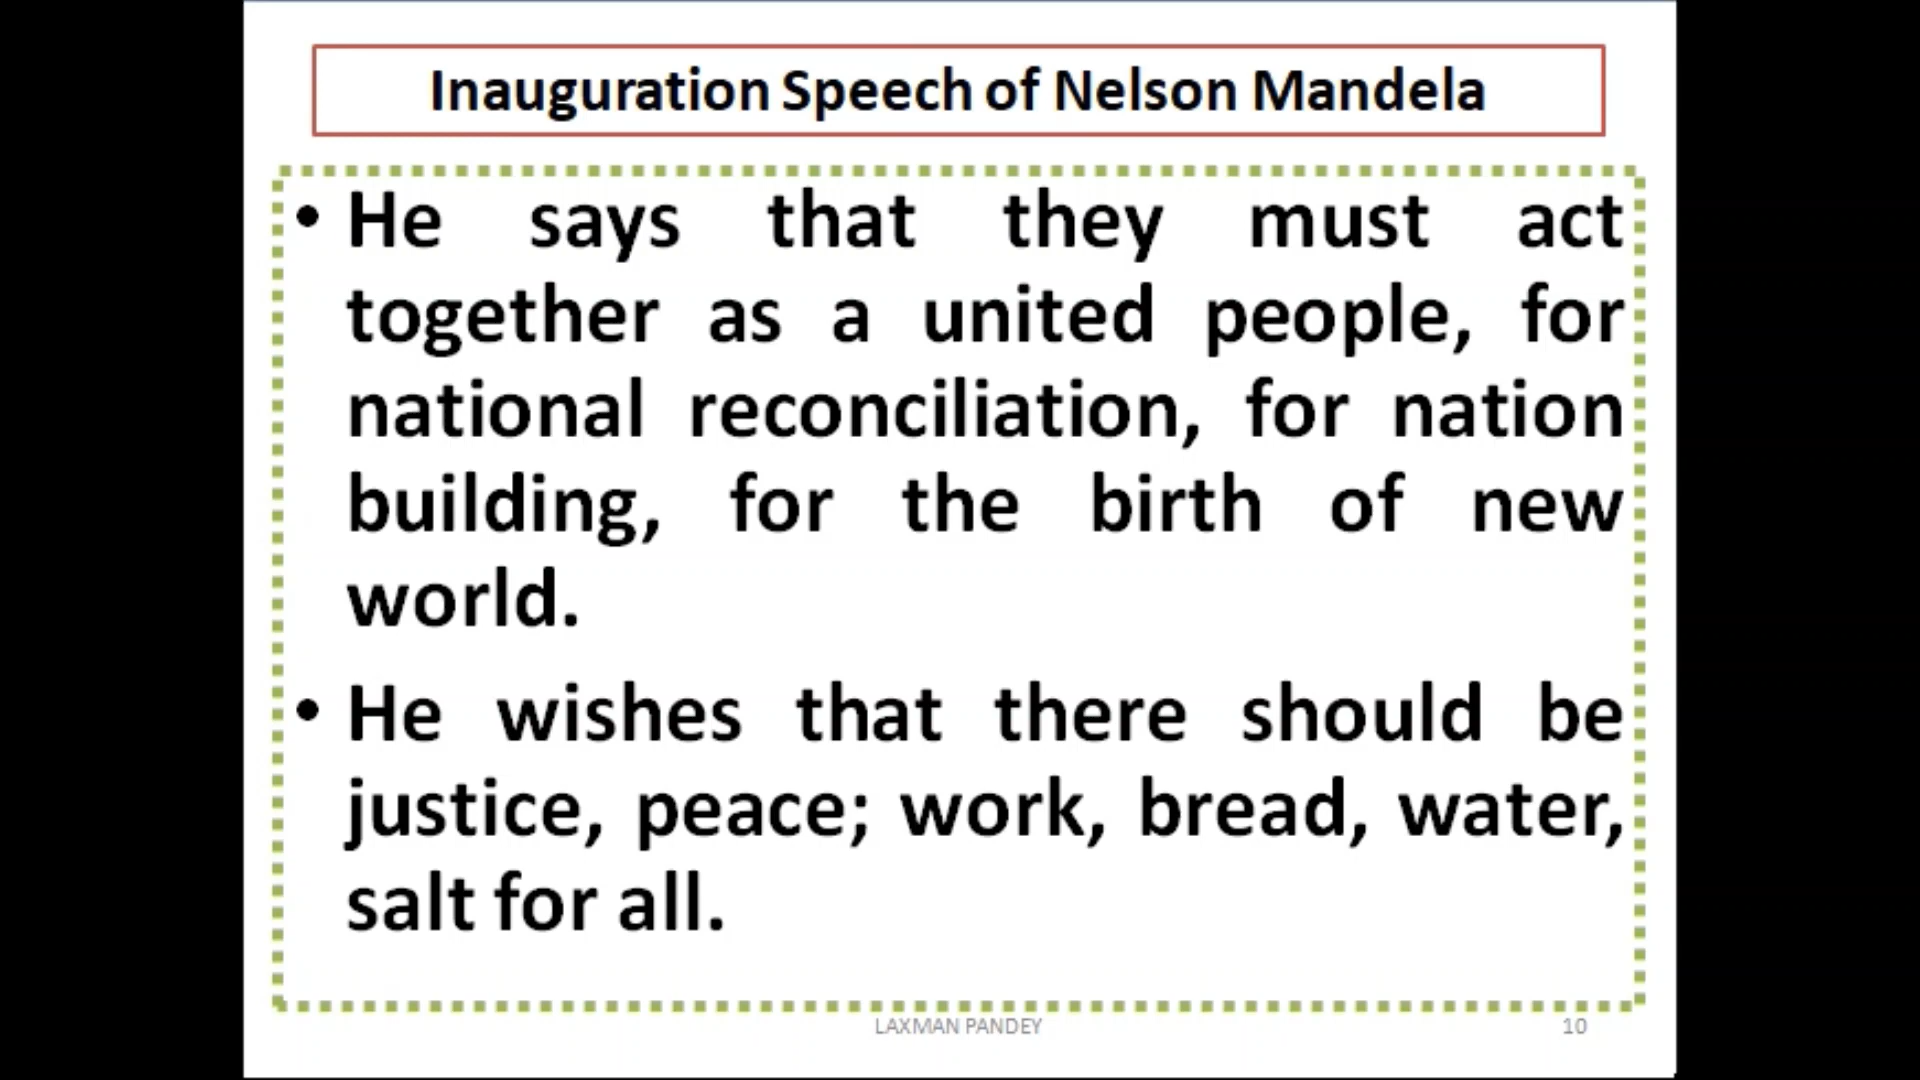 Inauguration Speech of Nelson Mandela
• He says that they must act
together as a united people, for
national reconciliation, for nation
building, for the birth of new
world.
• He wishes that there should be
justice, peace; work, bread, water,
salt for all.
LAXMAN PANDEY
10